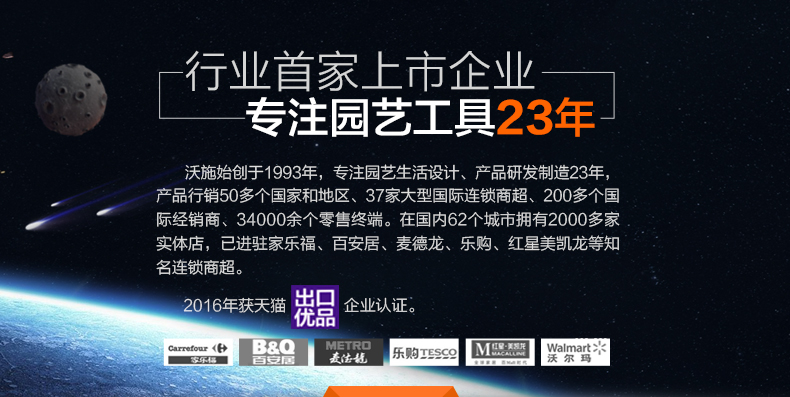 行业首家上市企业
专注园艺工具23年
沃施始创于1993年，专注园艺生活设计、产品研发制造23年，
产品行销50多个国家和地区、37家大型国际连锁商超、200多个国
际经销商、34000余个零售终端。在国内62个城市拥有2000多家
实体店，已进驻家乐福、百安居、麦德龙、乐购、红星美凯龙等知
名连锁商超。
2016年获天猫 出口优品 企业认证。
Carrefour 家乐福
B&Q 百安居
METRO 麦德龙
乐购 TESCO
M 红星·美凯龙 MACALLINE
Walmart 沃尔玛